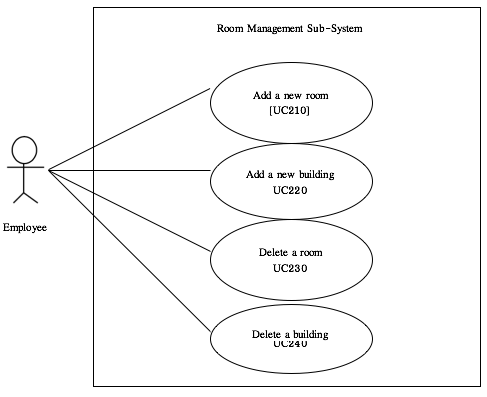 Room Management Sub-System
Add a new room
[UC210]
Add a new building
UC220
Employee
Delete a room
UC230
Delete a building
UC240